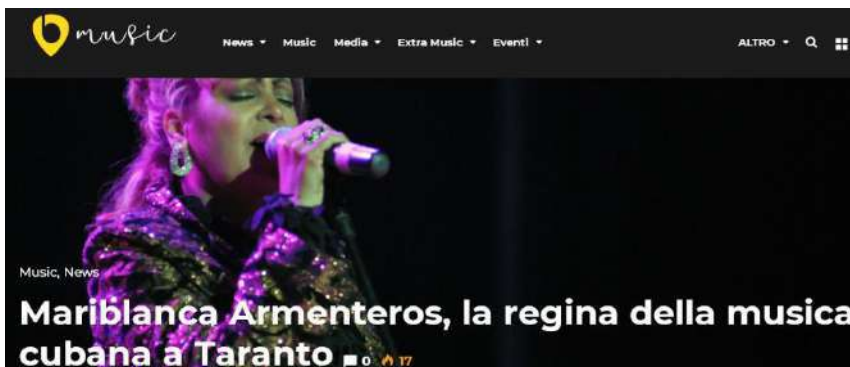 music
News Music Media Extra Music Eventi ALTRO
Music, News
Mariblanca Armenteros, la regina della musica
cubana a Taranto 0 17